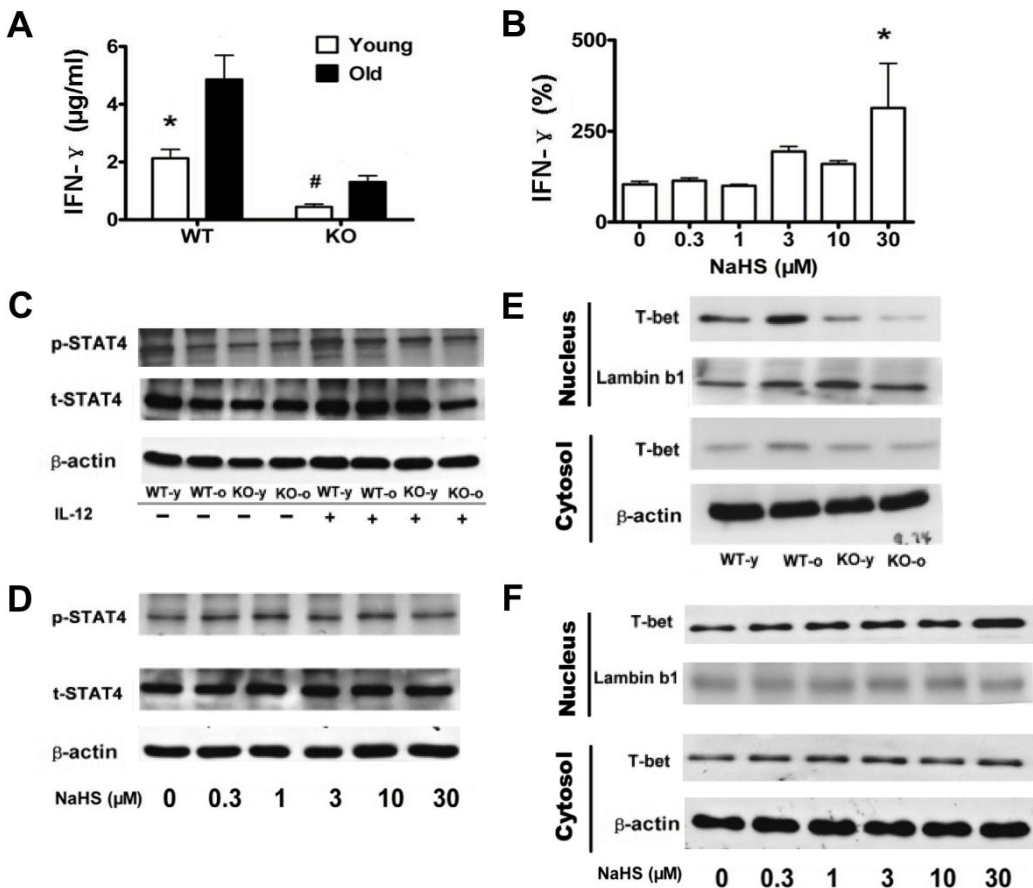 A
IFN-γ (μg/ml)
6
4
2
0
Young
Old
*
#
WT
KO
B
IFN-γ (%)
500
250
0
*
0 0.3 1 3 10 30
NaHS (μM)
C
p-STAT4
t-STAT4
β-actin
WT-y WT-o KO-y KO-o WT-y WT-o KO-y KO-o
IL-12 − − − − + + + +
D
p-STAT4
t-STAT4
β-actin
NaHS (μM) 0 0.3 1 3 10 30
E
Nucleus
T-bet
Lambin b1
Cytosol
T-bet
β-actin
WT-y WT-o KO-y KO-o
F
Nucleus
T-bet
Lambin b1
Cytosol
T-bet
β-actin
NaHS (μM) 0 0.3 1 3 10 30